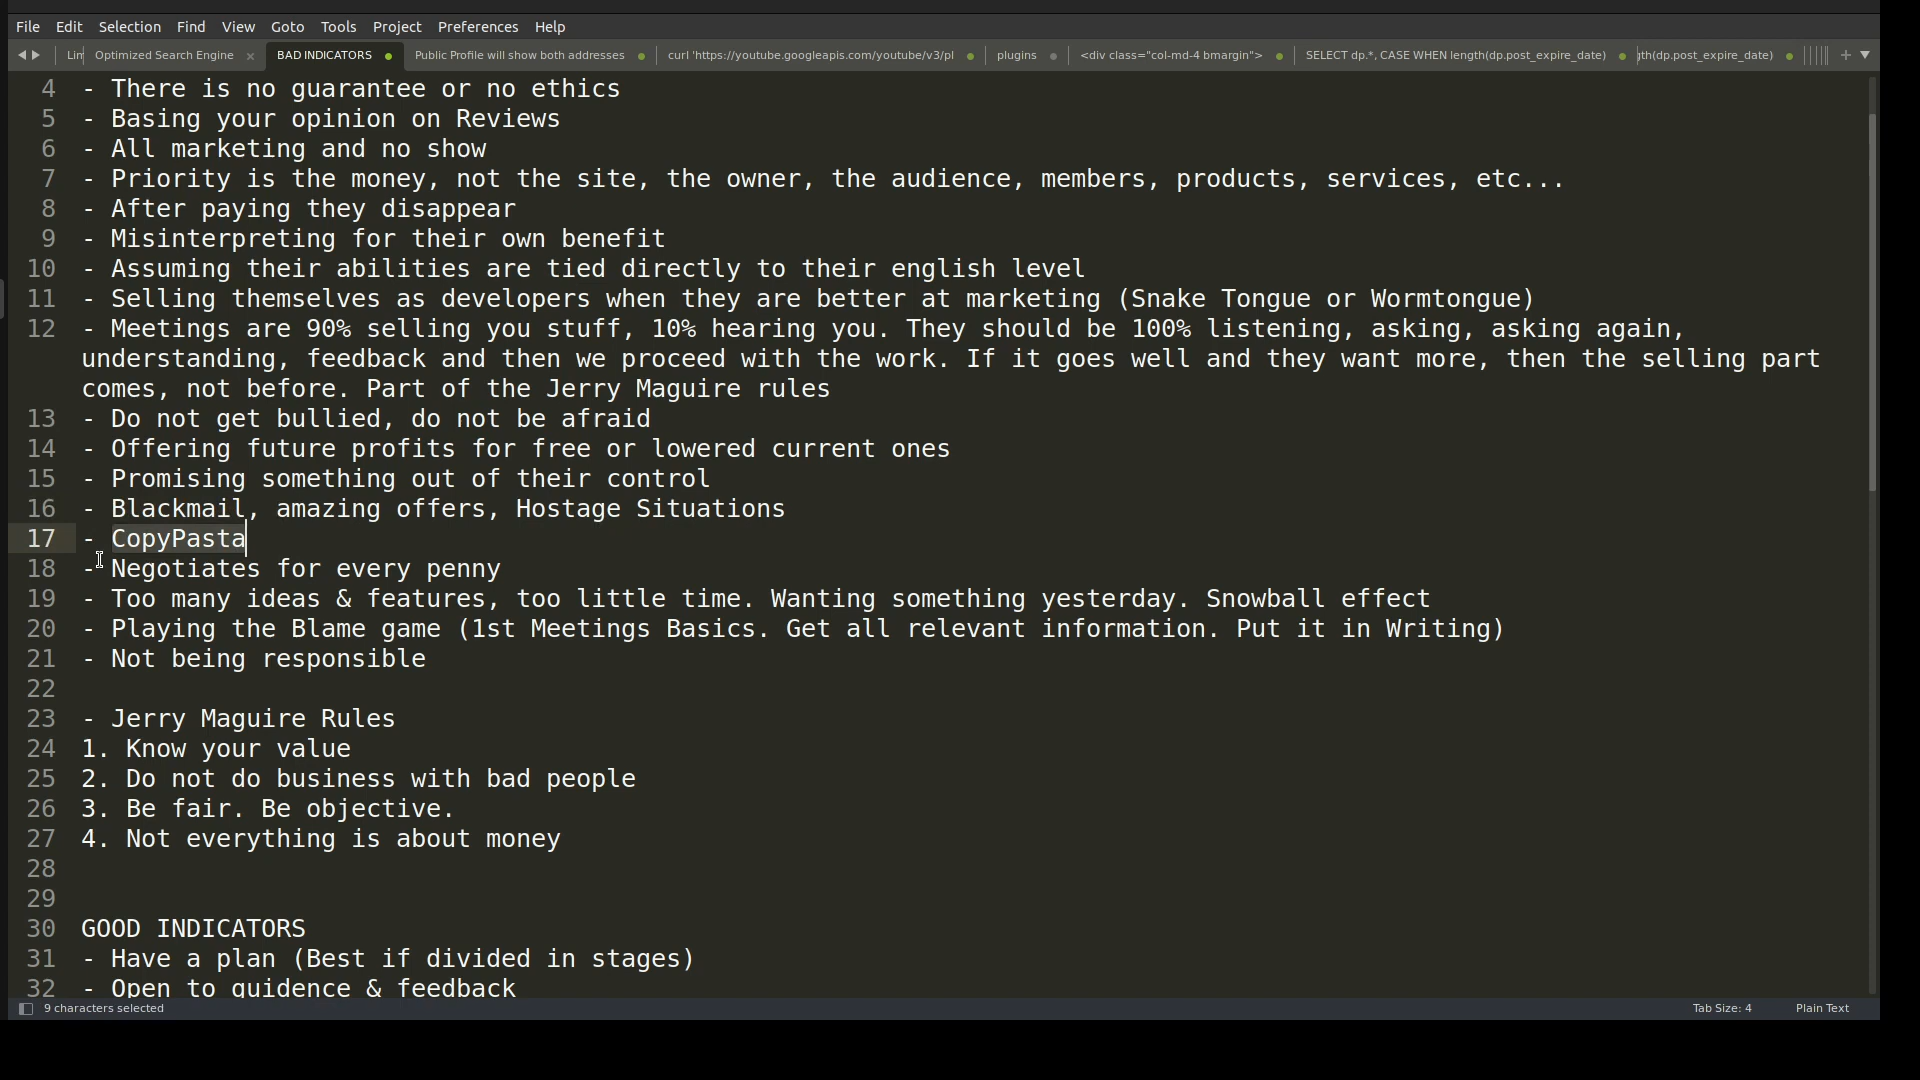 File Edit Selection Find View Goto Tools Project Preferences Help
Optimized Search Engine BAD INDICATORS Public Profile will show both addresses curl 'https://youtube.googleapis.com/youtube/v3/pl plugins <div class="col-md-4 bmargin"> SELECT dp.*, CASE WHEN length(dp.post_expire_date) th(dp.post_expire_date)
4 - There is no guarantee or no ethics
5 - Basing your opinion on Reviews
6 - All marketing and no show
7 - Priority is the money, not the site, the owner, the audience, members, products, services, etc...
8 - After paying they disappear
9 - Misinterpreting for their own benefit
10 - Assuming their abilities are tied directly to their english level
11 - Selling themselves as developers when they are better at marketing (Snake Tongue or Wormtongue)
12 - Meetings are 90% selling you stuff, 10% hearing you. They should be 100% listening, asking, asking again,
understanding, feedback and then we proceed with the work. If it goes well and they want more, then the selling part
comes, not before. Part of the Jerry Maguire rules
13 - Do not get bullied, do not be afraid
14 - Offering future profits for free or lowered current ones
15 - Promising something out of their control
16 - Blackmail, amazing offers, Hostage Situations
17 - CopyPasta
18 - Negotiates for every penny
19 - Too many ideas & features, too little time. Wanting something yesterday. Snowball effect
20 - Playing the Blame game (1st Meetings Basics. Get all relevant information. Put it in Writing)
21 - Not being responsible
22
23 - Jerry Maguire Rules
24 1. Know your value
25 2. Do not do business with bad people
26 3. Be fair. Be objective.
27 4. Not everything is about money
28
29
30 GOOD INDICATORS
31 - Have a plan (Best if divided in stages)
32 - Open to guidence & feedback
9 characters selected Tab Size: 4 Plain Text